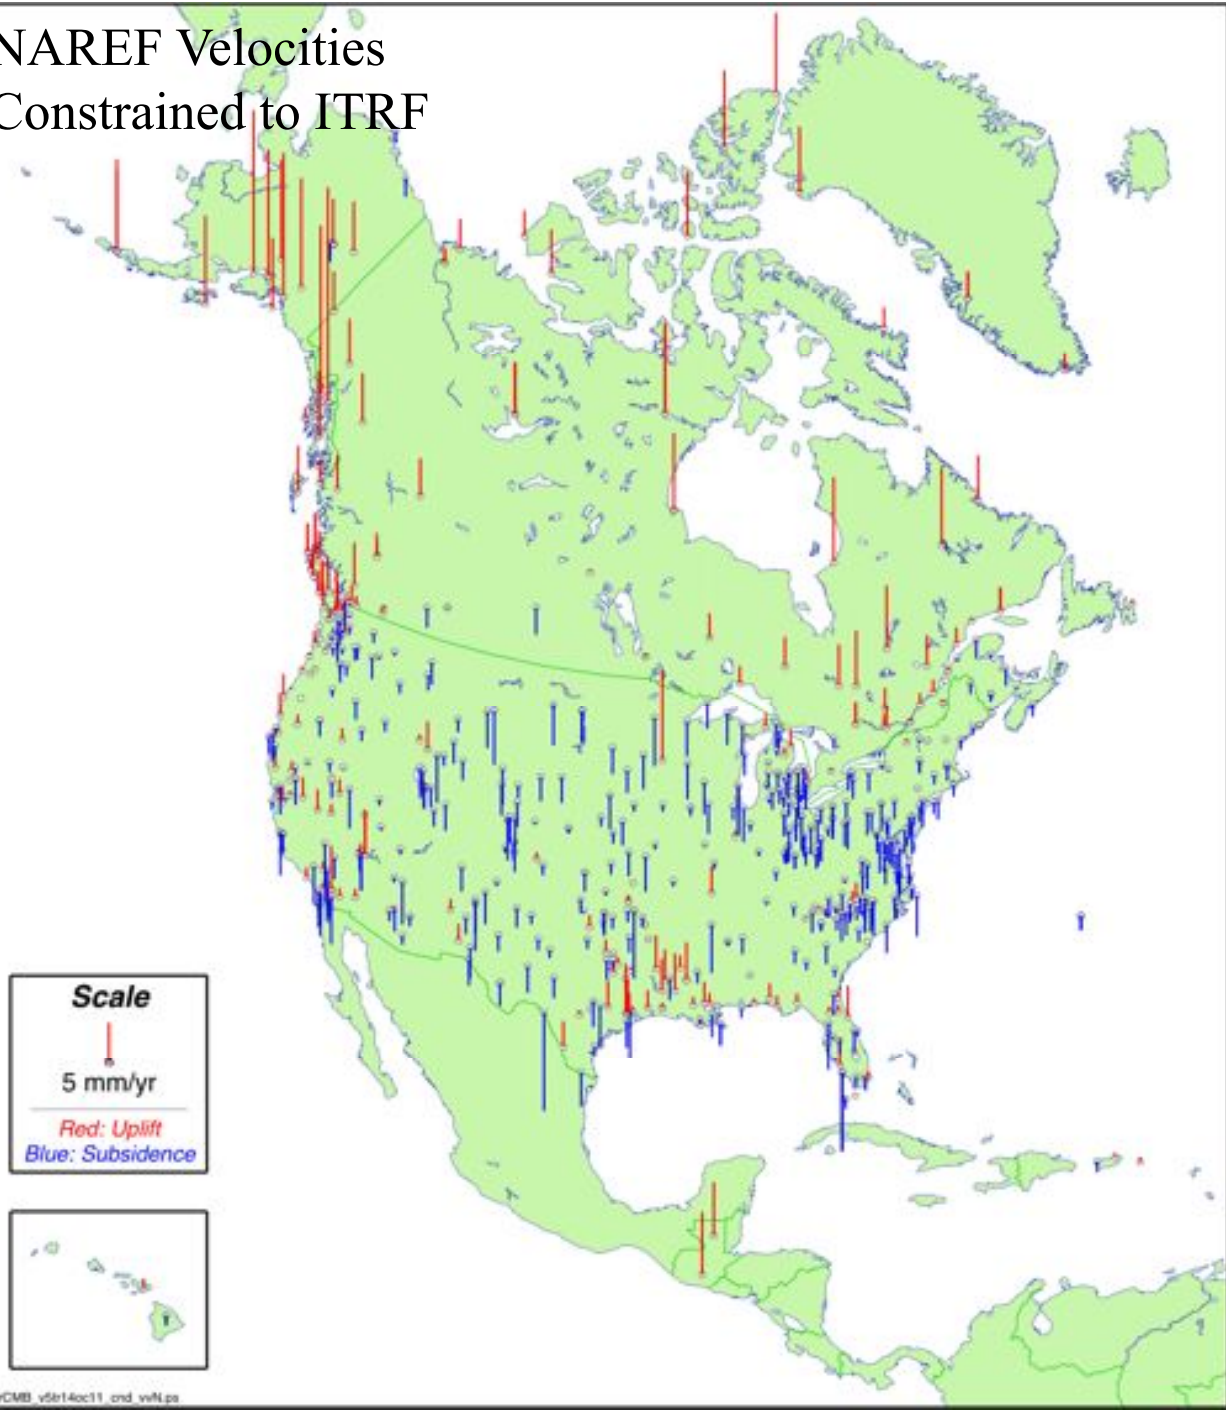 NAREF Velocities
Constrained to ITRF
Scale
5 mm/yr
Red: Uplift
Blue: Subsidence